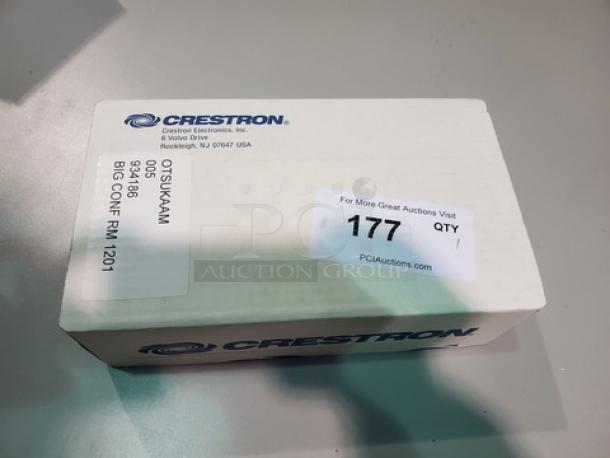 CRESTRON®
Crestron Electronics, Inc.
6 Volvo Drive
Rockleigh, NJ 07647 USA
OTSUKAAM
005
934186
BIG CONF RM 1201
For More Great Auctions Visit
177 QTY
1
PCIAuctions.com
PCI
AUCTION GROUP
CRESTRON